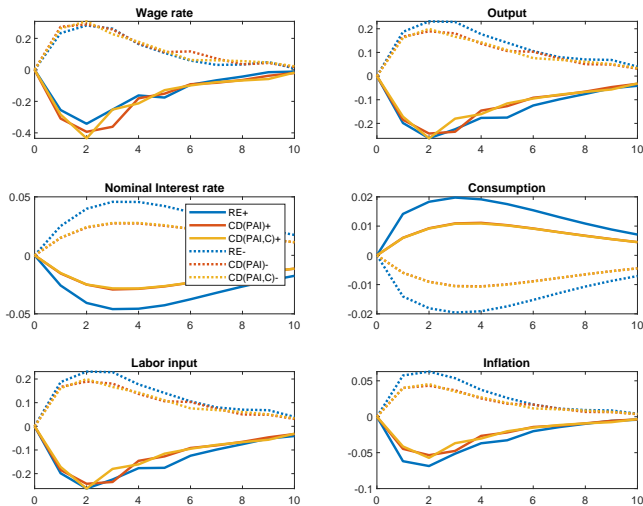 Wage rate
0.2
0
-0.2
-0.4
0 2 4 6 8 10
Output
0.2
0.1
0
-0.1
-0.2
0 2 4 6 8 10
Nominal Interest rate
0.05
0
-0.05
0 2 4 6 8 10
RE+
CD(PAI)+
CD(PAI,C)+
RE-
CD(PAI)-
CD(PAI,C)-
Consumption
0.02
0.01
0
-0.01
-0.02
0 2 4 6 8 10
Labor input
0.2
0.1
0
-0.1
-0.2
0 2 4 6 8 10
Inflation
0.05
0
-0.05
-0.1
0 2 4 6 8 10